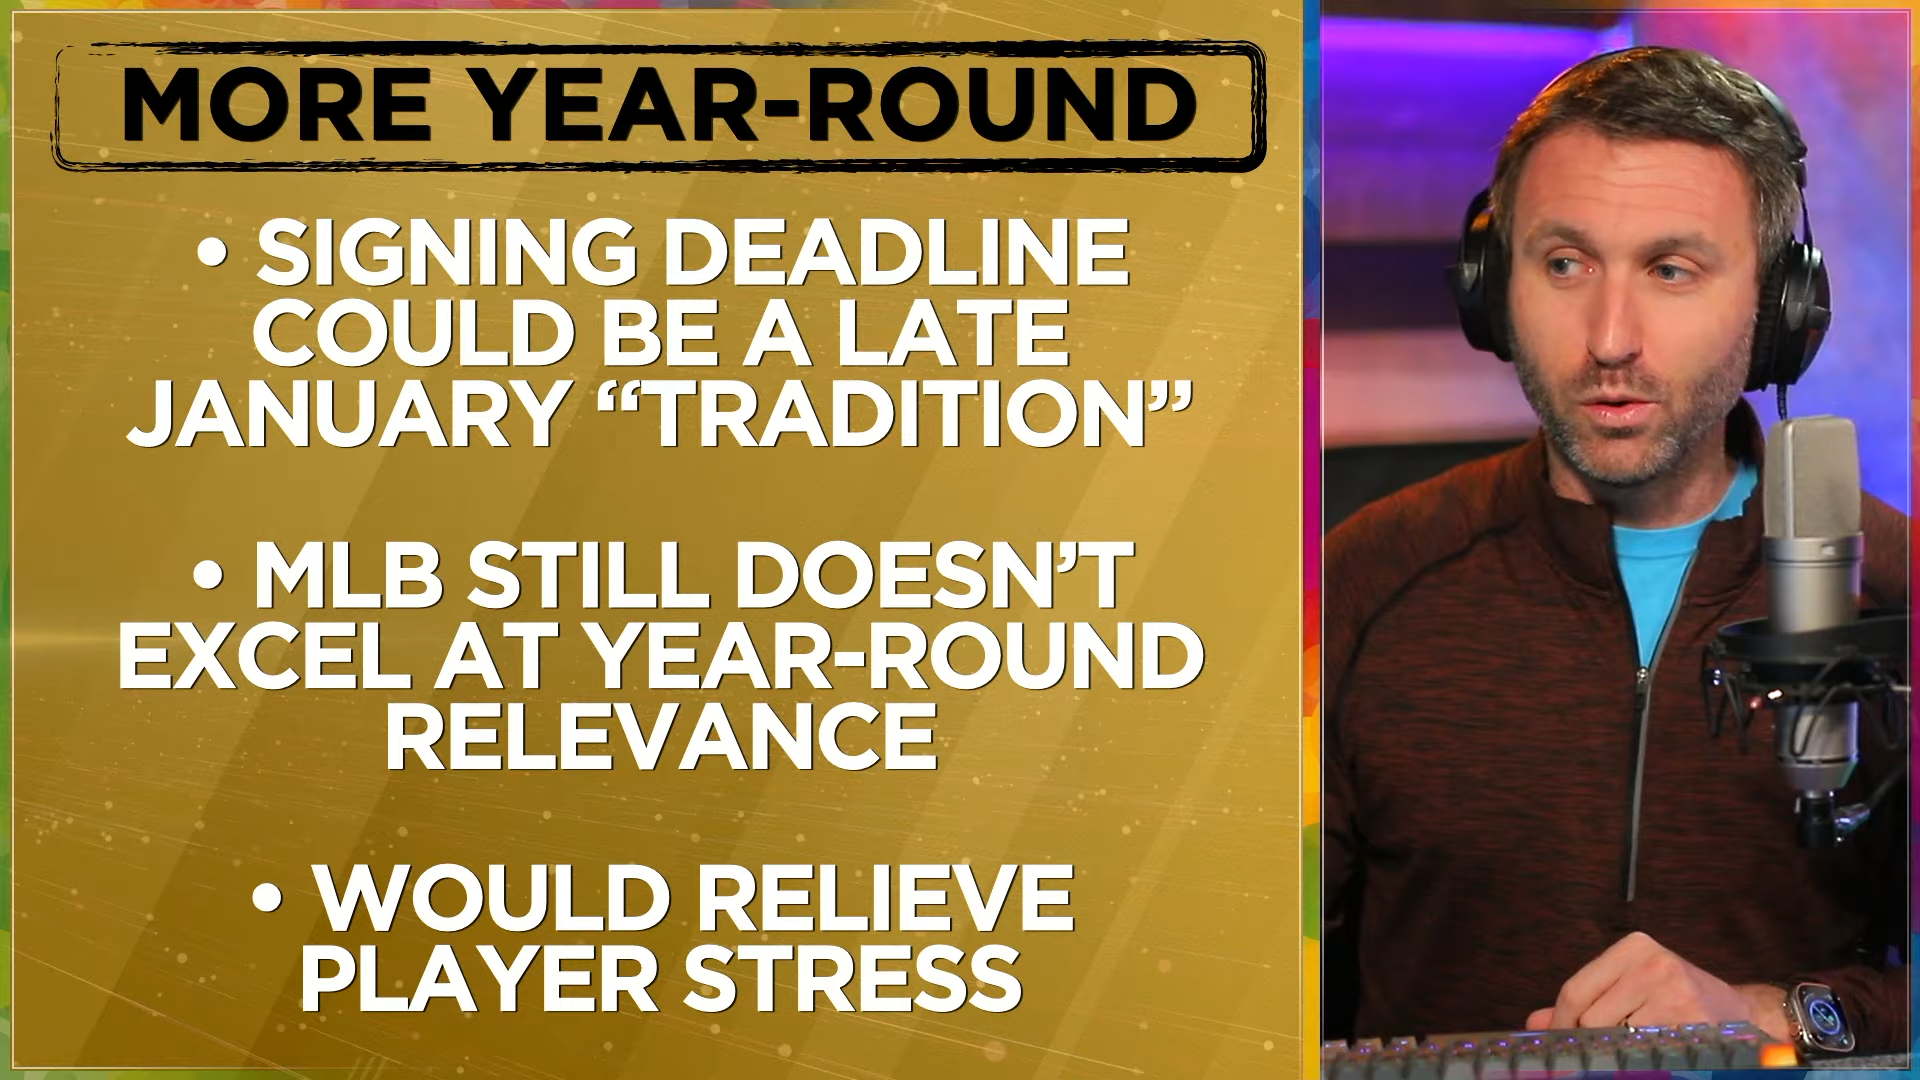 MORE YEAR-ROUND
• SIGNING DEADLINE
COULD BE A LATE
JANUARY “TRADITION”
• MLB STILL DOESN’T
EXCEL AT YEAR-ROUND
RELEVANCE
• WOULD RELIEVE
PLAYER STRESS